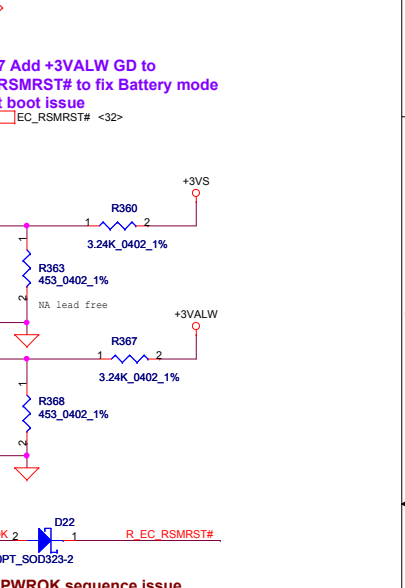 7 Add +3VALW GD to
RSMRST# to fix Battery mode
t boot issue
EC_RSMRST# <32>
+3VS
R360
1 2
3.24K_0402_1%
1
R363
453_0402_1%
2
NA lead free
+3VALW
R367
1 2
3.24K_0402_1%
1
R368
453_0402_1%
2
D22
OK 2 1 R_EC_RSMRST#
0PT_SOD323-2
PWROK sequence issue